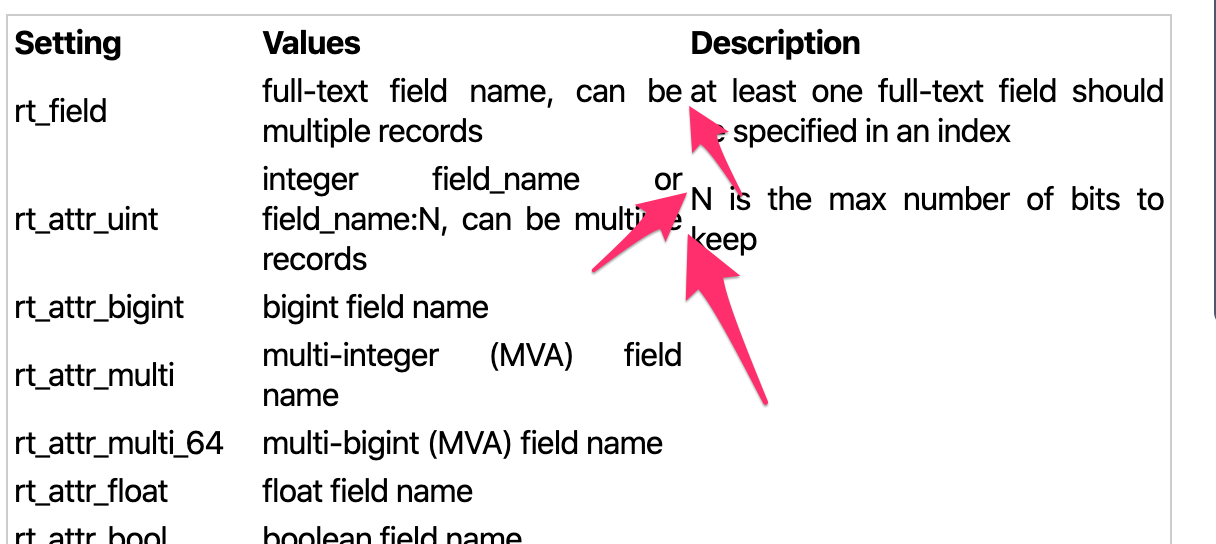 Setting Values Description
rt_field
full-text field name, can be
multiple records
at least one full-text field should
specified in an index
rt_attr_uint
integer field_name or
field_name:N, can be
records
N is the max number of bits to
keep
rt_attr_bigint bigint field name
rt_attr_multi
multi-integer (MVA) field
name
rt_attr_multi_64 multi-bigint (MVA) field name
rt_attr_float float field name
rt_attr_bool boolean field name